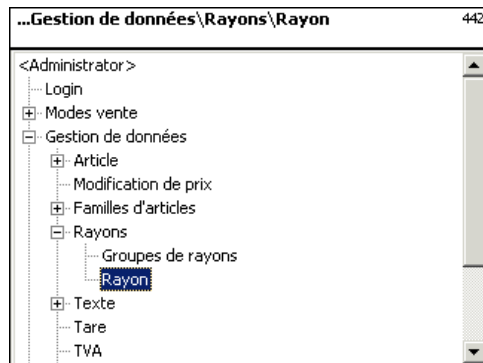 ...Gestion de données\Rayons\Rayon 442
<Administrator>
Login
Modes vente
Gestion de données
Article
Modification de prix
Familles d'articles
Rayons
Groupes de rayons
Rayon
Texte
Tare
TVA